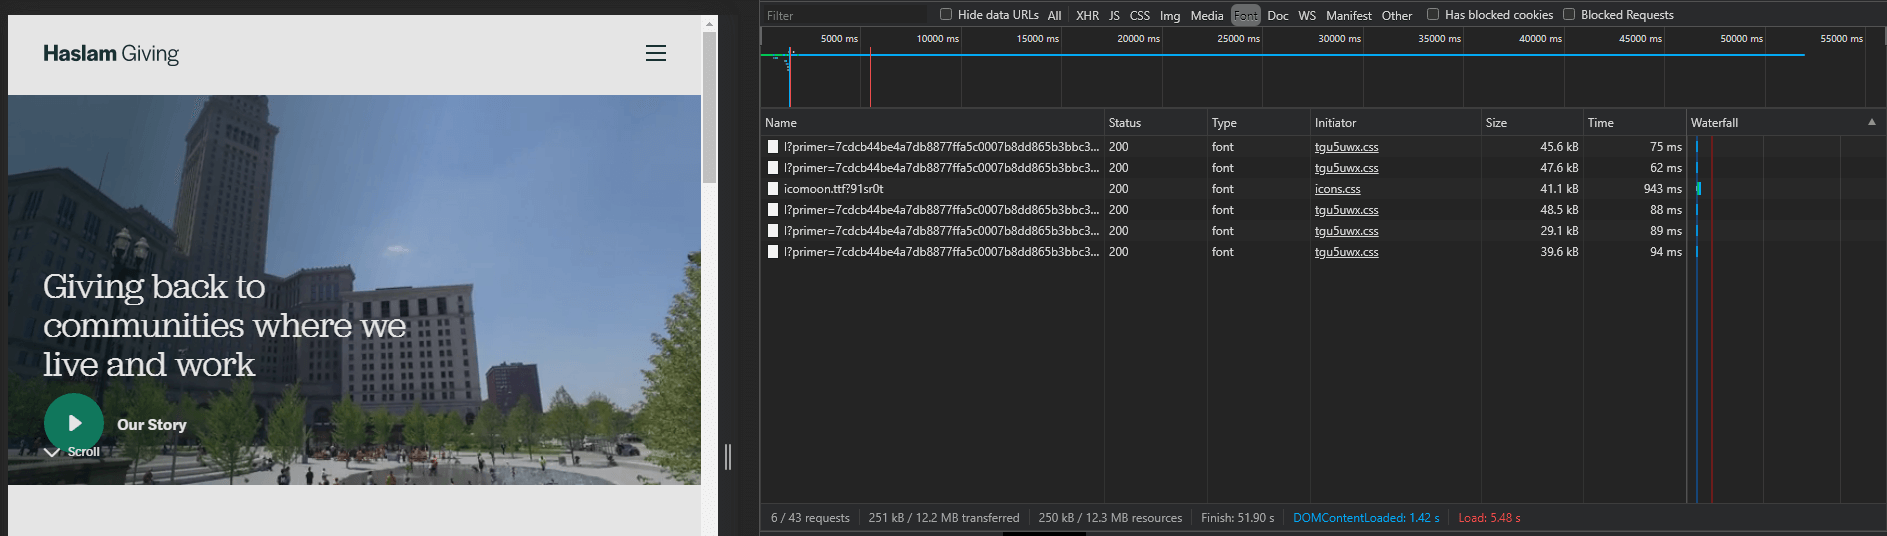 Haslam Giving
Giving back to
communities where we
live and work
Our Story
Scroll
Filter
Hide data URLs All XHR JS CSS Img Media Font Doc WS Manifest Other Has blocked cookies Blocked Requests
5000 ms 10000 ms 15000 ms 20000 ms 25000 ms 30000 ms 35000 ms 40000 ms 45000 ms 50000 ms 55000 ms
Name Status Type Initiator Size Time Waterfall
l?primer=7cdcb44be4a7db8877ffa5c0007b8dd865b3bbc3... 200 font tgu5uwx.css 45.6 kB 75 ms
l?primer=7cdcb44be4a7db8877ffa5c0007b8dd865b3bbc3... 200 font tgu5uwx.css 47.6 kB 62 ms
icomoon.ttf?91sr0t 200 font icons.css 41.1 kB 943 ms
l?primer=7cdcb44be4a7db8877ffa5c0007b8dd865b3bbc3... 200 font tgu5uwx.css 48.5 kB 88 ms
l?primer=7cdcb44be4a7db8877ffa5c0007b8dd865b3bbc3... 200 font tgu5uwx.css 29.1 kB 89 ms
l?primer=7cdcb44be4a7db8877ffa5c0007b8dd865b3bbc3... 200 font tgu5uwx.css 39.6 kB 94 ms
6 / 43 requests 251 kB / 12.2 MB transferred 250 kB / 12.3 MB resources Finish: 51.90 s DOMContentLoaded: 1.42 s Load: 5.48 s